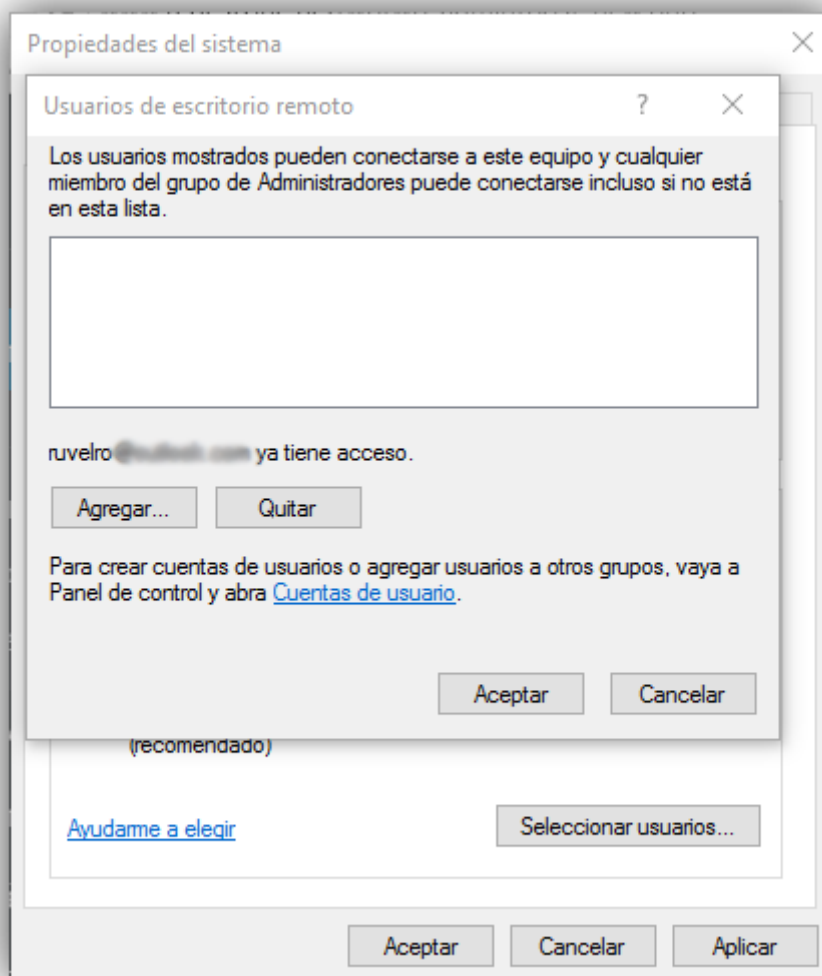 Propiedades del sistema
Usuarios de escritorio remoto
Los usuarios mostrados pueden conectarse a este equipo y cualquier
miembro del grupo de Administradores puede conectarse incluso si no está
en esta lista.
ruvelro ya tiene acceso.
Agregar...
Quitar
Para crear cuentas de usuarios o agregar usuarios a otros grupos, vaya a
Panel de control y abra Cuentas de usuario.
Aceptar
Cancelar
(recomendado)
Ayudarme a elegir
Seleccionar usuarios...
Aceptar
Cancelar
Aplicar